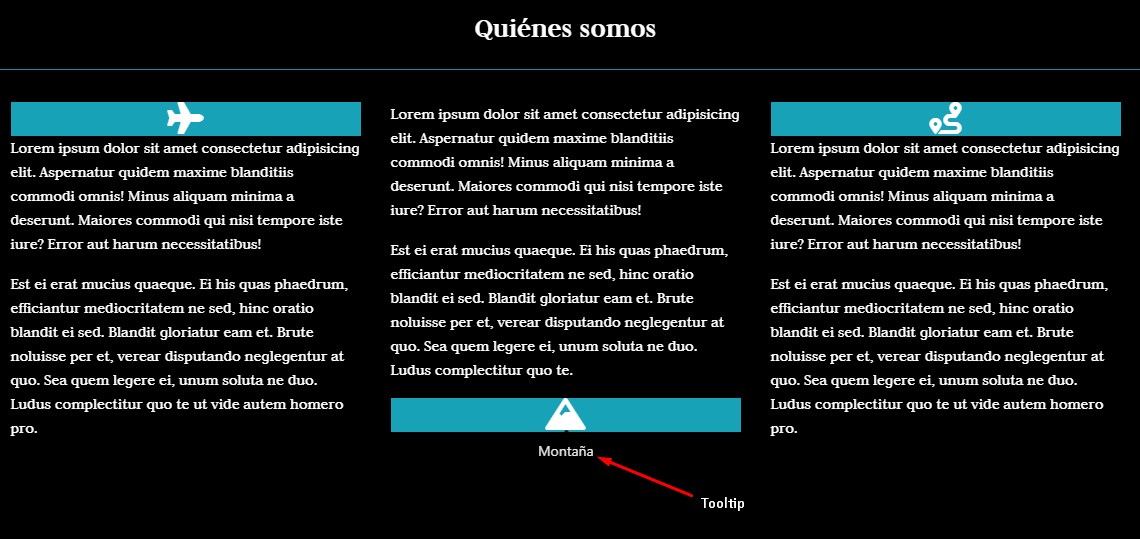 Quiénes somos
Lorem ipsum dolor sit amet consectetur adipisicing
elit. Aspernatur quidem maxime blanditiis
commodi omnis! Minus aliquam minima a
deserunt. Maiores commodi qui nisi tempore iste
iure? Error aut harum necessitatibus!
Est ei erat mucius quaeque. Ei his quas phaedrum,
efficiantur mediocritatem ne sed, hinc oratio
blandit ei sed. Blandit gloriatur eam et. Brute
noluisse per et, verear disputando neglegentur at
quo. Sea quem legere ei, unum soluta ne duo.
Ludus complectitur quo te ut vide autem homero
pro.
Lorem ipsum dolor sit amet consectetur adipisicing
elit. Aspernatur quidem maxime blanditiis
commodi omnis! Minus aliquam minima a
deserunt. Maiores commodi qui nisi tempore iste
iure? Error aut harum necessitatibus!
Est ei erat mucius quaeque. Ei his quas phaedrum,
efficiantur mediocritatem ne sed, hinc oratio
blandit ei sed. Blandit gloriatur eam et. Brute
noluisse per et, verear disputando neglegentur at
quo. Sea quem legere ei, unum soluta ne duo.
Ludus complectitur quo te.
Montaña
Tooltip
Lorem ipsum dolor sit amet consectetur adipisicing
elit. Aspernatur quidem maxime blanditiis
commodi omnis! Minus aliquam minima a
deserunt. Maiores commodi qui nisi tempore iste
iure? Error aut harum necessitatibus!
Est ei erat mucius quaeque. Ei his quas phaedrum,
efficiantur mediocritatem ne sed, hinc oratio
blandit ei sed. Blandit gloriatur eam et. Brute
noluisse per et, verear disputando neglegentur at
quo. Sea quem legere ei, unum soluta ne duo.
Ludus complectitur quo te ut vide autem homero
pro.